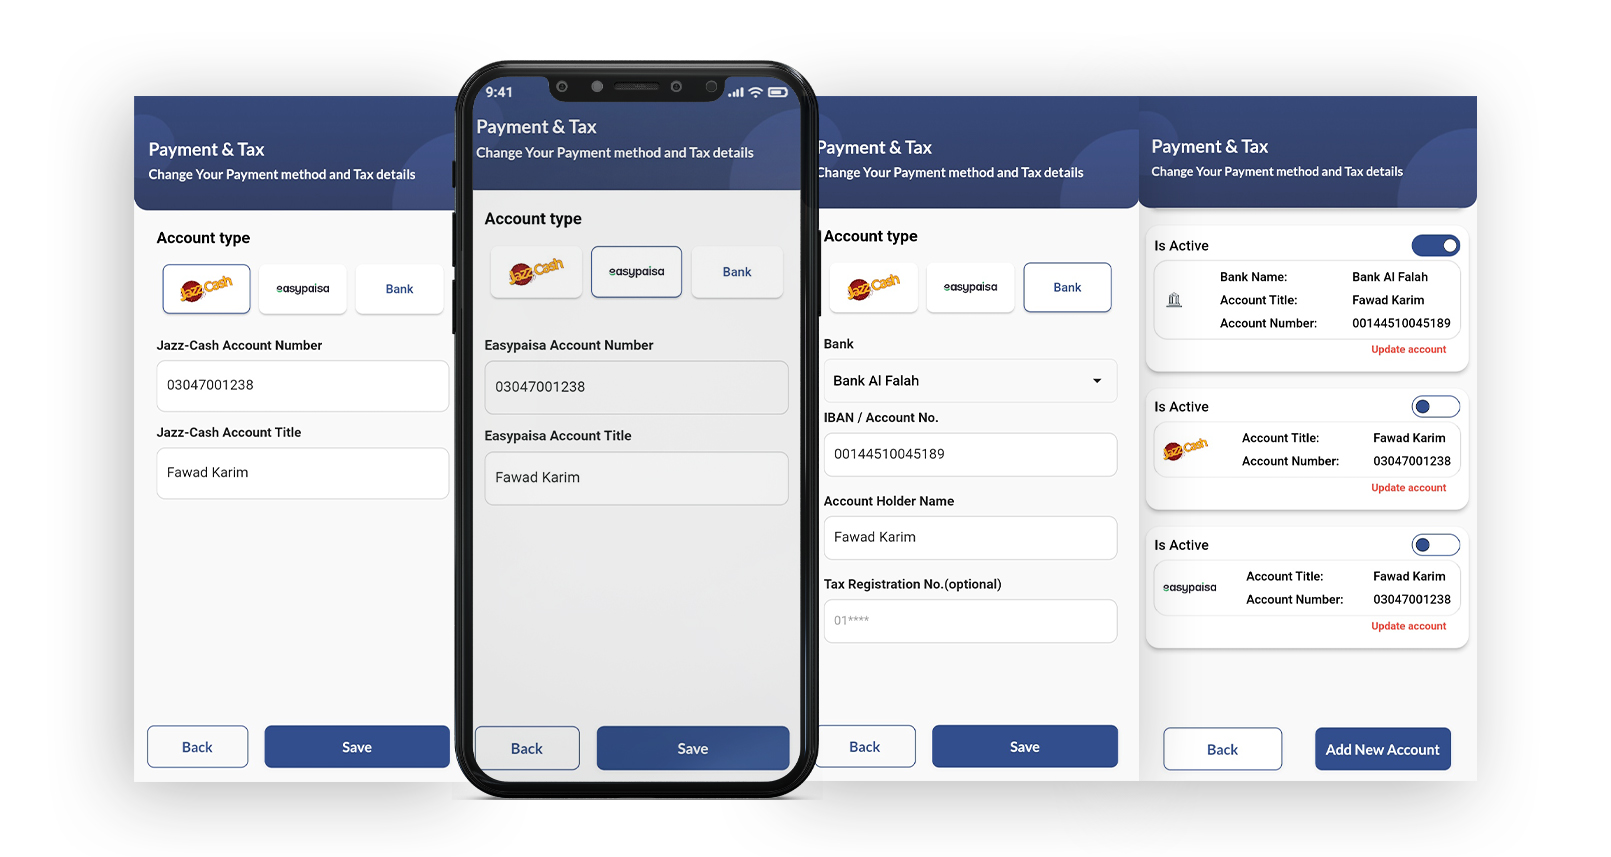 Payment & Tax
Change Your Payment method and Tax details
Account type
Jazz Cash
easypaisa
Bank
Jazz-Cash Account Number
03047001238
Jazz-Cash Account Title
Fawad Karim
Back
Save
9:41
Payment & Tax
Change Your Payment method and Tax details
Account type
Jazz Cash
easypaisa
Bank
Easypaisa Account Number
03047001238
Easypaisa Account Title
Fawad Karim
Back
Save
Payment & Tax
Change Your Payment method and Tax details
Account type
Jazz Cash
easypaisa
Bank
Bank
Bank Al Falah
IBAN / Account No.
00144510045189
Account Holder Name
Fawad Karim
Tax Registration No.(optional)
01****
Back
Save
Payment & Tax
Change Your Payment method and Tax details
Is Active
Bank Name: Bank Al Falah
Account Title: Fawad Karim
Account Number: 00144510045189
Update account
Is Active
Jazz Cash
Account Title: Fawad Karim
Account Number: 03047001238
Update account
Is Active
easypaisa
Account Title: Fawad Karim
Account Number: 03047001238
Update account
Back
Add New Account